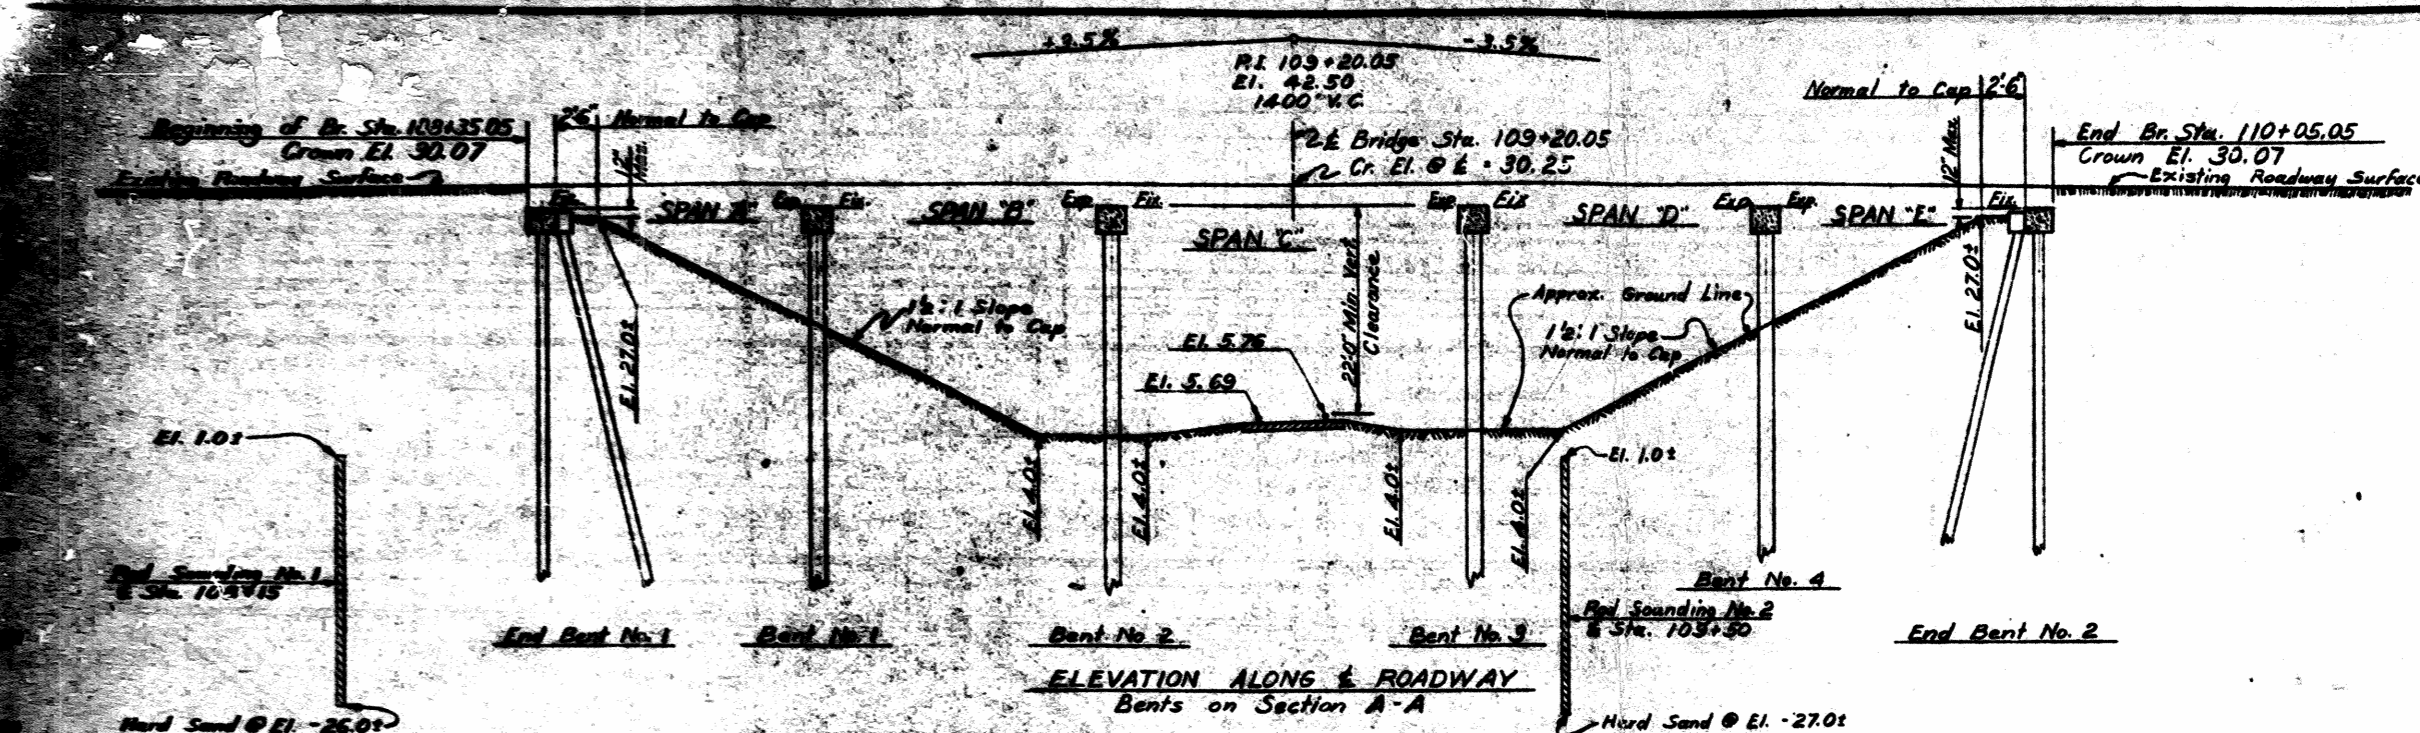 +3.5%
-3.5%
P.I. 109+20.05
El. 42.50
1400' V.C.
Normal to Cap 2'6"
2'6" Normal to Cap
Beginning of Br. Sta. 108+35.05
Crown El. 30.07
Existing Roadway Surface
12" Max.
℄ Bridge Sta. 109+20.05
Cr. El. @ ℄ = 30.25
12" Max
End Br. Sta. 110+05.05
Crown El. 30.07
Existing Roadway Surface
Fix.
SPAN "A"
Exp.
Fix.
SPAN "B"
Exp.
Fix.
SPAN "C"
Exp.
Fix
SPAN "D"
Exp.
Exp.
SPAN "E"
Fix.
22'0" Min. Vert.
Clearance
1½:1 Slope
Normal to Cap
El. 27.0±
El. 5.76
El. 5.69
Approx. Ground Line
1½:1 Slope
Normal to Cap
El. 27.0±
El. 1.0±
El. 4.0±
El. 4.0±
El. 4.0±
El. 4.0±
El. 1.0±
Rod Sounding No. 1
℄ Sta. 108+15
Hard Sand @ El. -26.0±
End Bent No. 1
Bent No. 1
Bent No 2
Bent No. 3
Bent No. 4
Rod Sounding No. 2
℄ Sta. 109+50
End Bent No. 2
ELEVATION ALONG ℄ ROADWAY
Bents on Section A-A
Hard Sand @ El. -27.0±